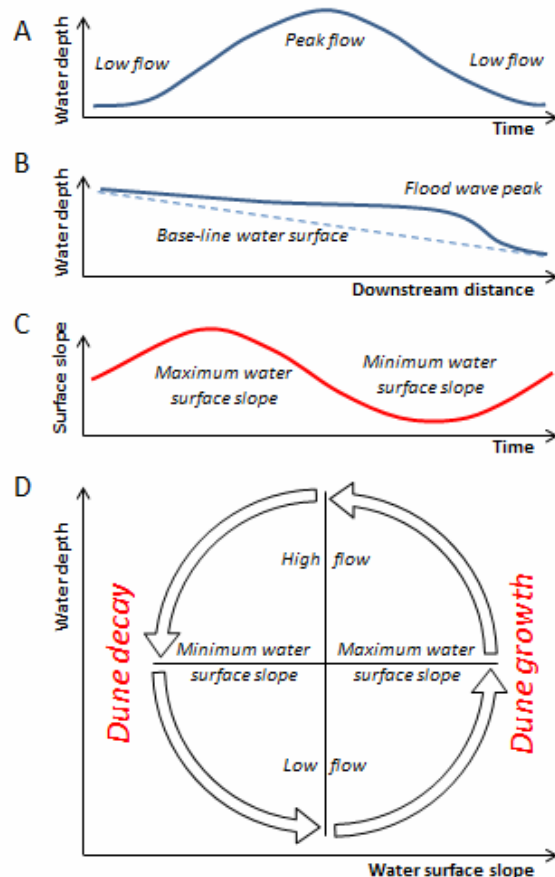 A
Water depth
Low flow
Peak flow
Low flow
Time
B
Water depth
Flood wave peak
Base-line water surface
Downstream distance
C
Surface slope
Maximum water
surface slope
Minimum water
surface slope
Time
D
Water depth
High flow
Dune decay
Minimum water
surface slope
Maximum water
surface slope
Dune growth
Low flow
Water surface slope